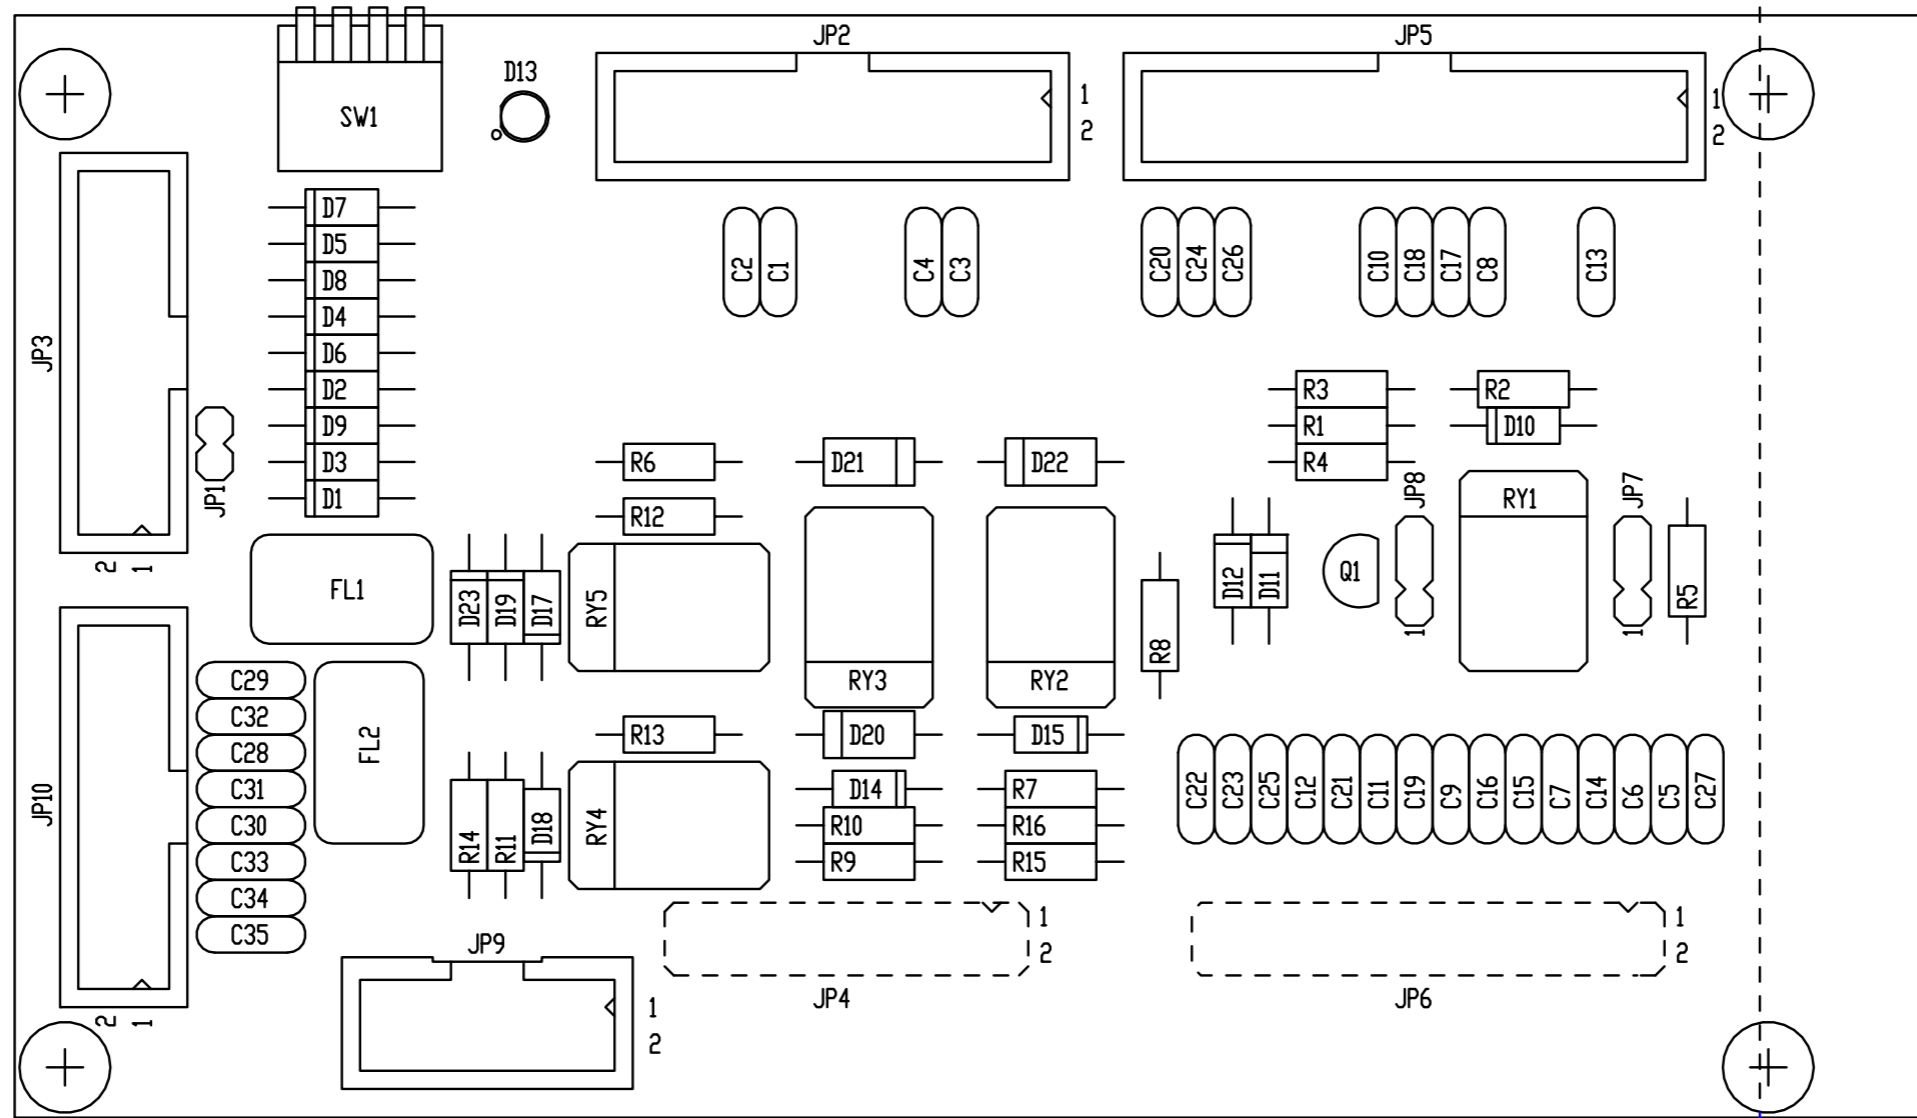 JP2
JP5
D13
SW1
1
2
1
2
D7
D5
D8
D4
D6
D2
D9
D3
D1
JP3
JP1
2
1
C2
C1
C4
C3
C20
C24
C26
C10
C18
C17
C8
C13
R3
R1
R4
R2
D10
R6
R12
D21
D22
JP8
RY1
JP7
FL1
D23
D19
D17
RY5
RY3
RY2
R8
D12
D11
Q1
1
1
R5
C29
C32
C28
C31
C30
C33
C34
C35
FL2
JP10
2
1
R13
R14
R11
D18
RY4
D20
D14
R10
R9
D15
R7
R16
R15
C22
C23
C25
C12
C21
C11
C19
C9
C16
C15
C7
C14
C6
C5
C27
JP9
1
2
1
2
JP4
1
2
JP6